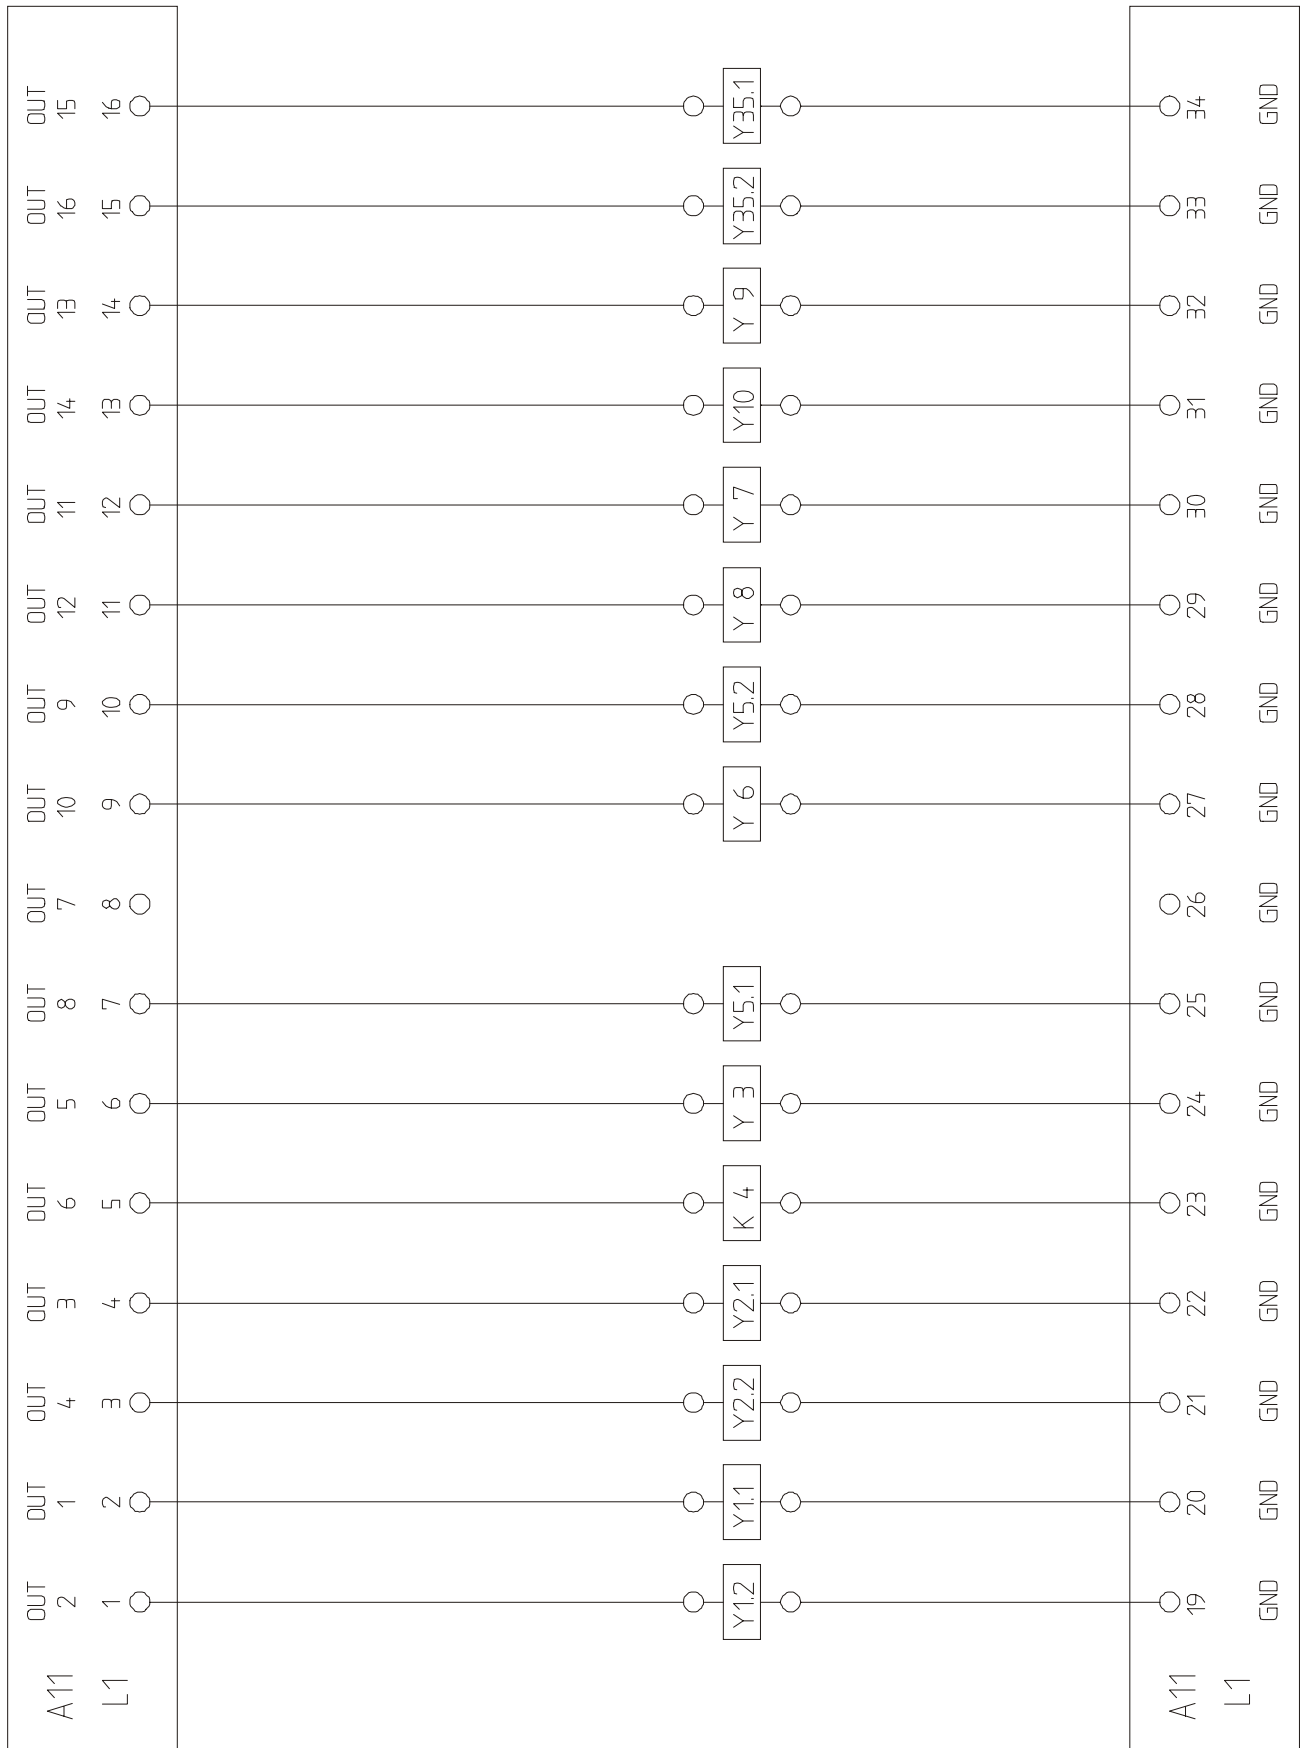 OUT 15 16 Y35.1 34 GND
OUT 16 15 Y35.2 33 GND
OUT 13 14 Y 9 32 GND
OUT 14 13 Y10 31 GND
OUT 11 12 Y 7 30 GND
OUT 12 11 Y 8 29 GND
OUT 9 10 Y5.2 28 GND
OUT 10 9 Y 6 27 GND
OUT 7 8 26 GND
OUT 8 7 Y5.1 25 GND
OUT 5 6 Y 3 24 GND
OUT 6 5 K 4 23 GND
OUT 3 4 Y2.1 22 GND
OUT 4 3 Y2.2 21 GND
OUT 1 2 Y1.1 20 GND
OUT 2 1 Y1.2 19 GND
A11 L1 A11 L1